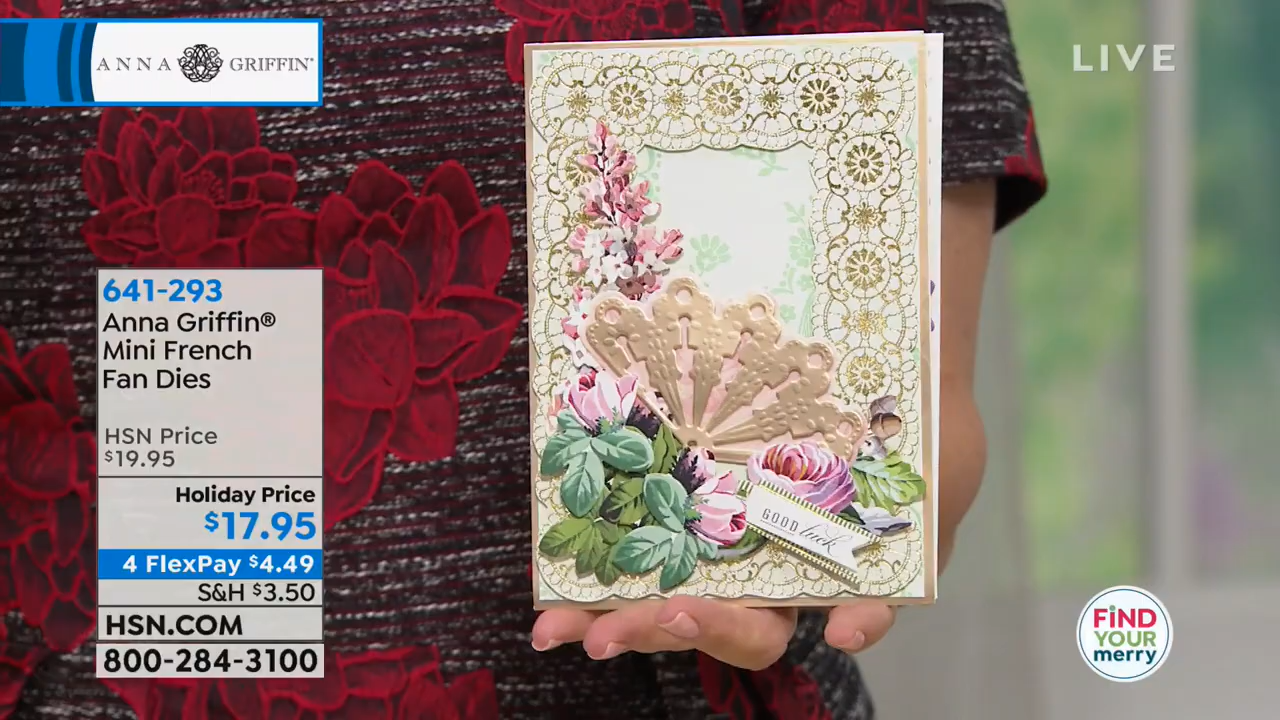 ANNA GRIFFIN®
LIVE
641-293
Anna Griffin®
Mini French
Fan Dies
HSN Price
$19.95
Holiday Price
$17.95
4 FlexPay $4.49
S&H $3.50
HSN.COM
800-284-3100
GOOD luck
FiND
YOUR
merry